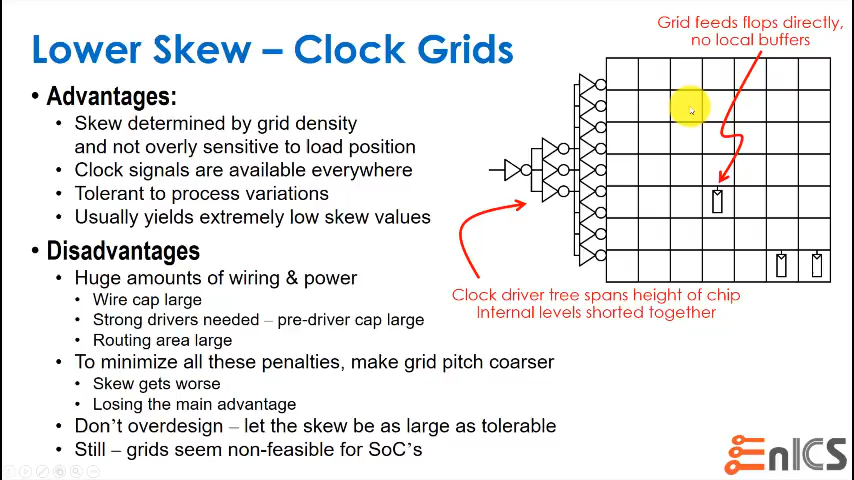 Lower Skew – Clock Grids
• Advantages:
• Skew determined by grid density
and not overly sensitive to load position
• Clock signals are available everywhere
• Tolerant to process variations
• Usually yields extremely low skew values
• Disadvantages
• Huge amounts of wiring & power
• Wire cap large
• Strong drivers needed – pre-driver cap large
• Routing area large
• To minimize all these penalties, make grid pitch coarser
• Skew gets worse
• Losing the main advantage
• Don't overdesign – let the skew be as large as tolerable
• Still – grids seem non-feasible for SoC's
Grid feeds flops directly,
no local buffers
Clock driver tree spans height of chip
Internal levels shorted together
EnICS